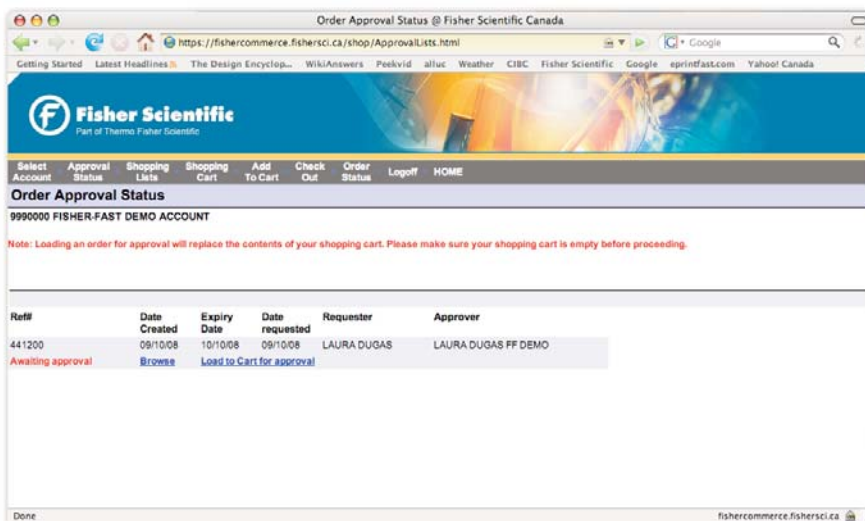 Order Approval Status @ Fisher Scientific Canada
https://fishercommerce.fishersci.ca/shop/ApprovalLists.html
Google
Getting Started Latest Headlines The Design Encyclop... WikiAnswers Peekvid alluc Weather CIBC Fisher Scientific Google eprintfast.com Yahoo! Canada
Fisher Scientific
Part of Thermo Fisher Scientific
Select Account Approval Status Shopping Lists Shopping Cart Add To Cart Check Out Order Status Logoff HOME
Order Approval Status
9990000 FISHER-FAST DEMO ACCOUNT
Note: Loading an order for approval will replace the contents of your shopping cart. Please make sure your shopping cart is empty before proceeding.
Ref# Date Created Expiry Date Date requested Requester Approver
441200 09/10/08 10/10/08 09/10/08 LAURA DUGAS LAURA DUGAS FF DEMO
Awaiting approval Browse Load to Cart for approval
Done fishercommerce.fishersci.ca